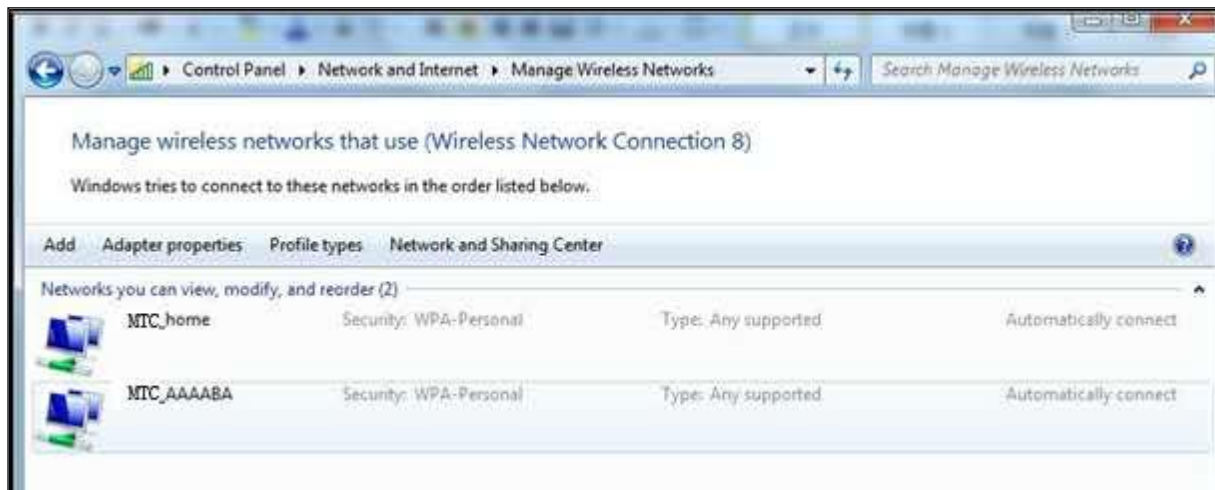 Control Panel ▸ Network and Internet ▸ Manage Wireless Networks Search Manage Wireless Networks
Manage wireless networks that use (Wireless Network Connection 8)
Windows tries to connect to these networks in the order listed below.
Add Adapter properties Profile types Network and Sharing Center
Networks you can view, modify, and reorder (2)
MTC_home Security: WPA-Personal Type: Any supported Automatically connect
MTC_AAAABA Security: WPA-Personal Type: Any supported Automatically connect